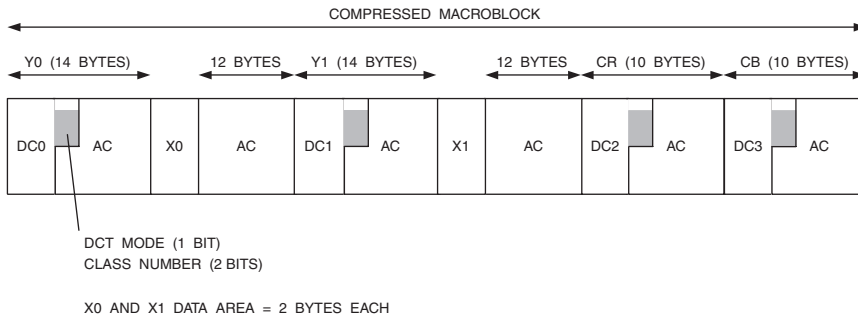 COMPRESSED MACROBLOCK
Y0 (14 BYTES) 12 BYTES Y1 (14 BYTES) 12 BYTES CR (10 BYTES) CB (10 BYTES)
DC0 AC X0 AC DC1 AC X1 AC DC2 AC DC3 AC
DCT MODE (1 BIT)
CLASS NUMBER (2 BITS)
X0 AND X1 DATA AREA = 2 BYTES EACH